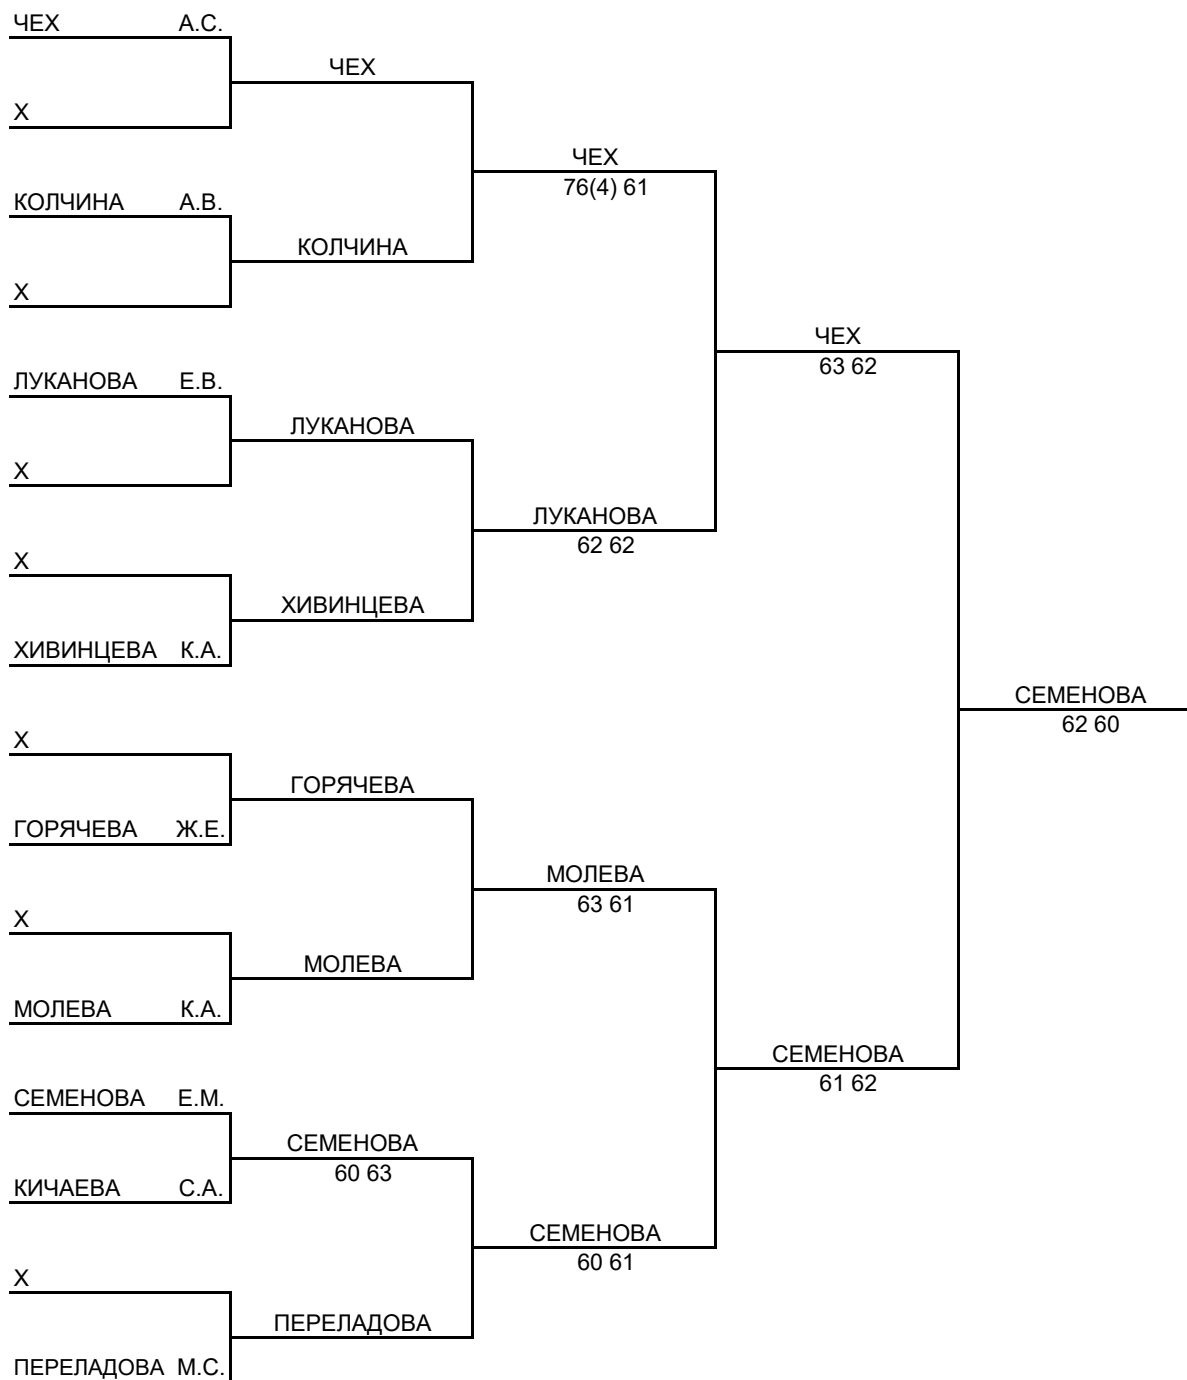 ЧЕХ А.С.
ЧЕХ
Х
ЧЕХ
76(4) 61
КОЛЧИНА А.В.
КОЛЧИНА
Х
ЧЕХ
63 62
ЛУКАНОВА Е.В.
ЛУКАНОВА
Х
ЛУКАНОВА
62 62
Х
ХИВИНЦЕВА
ХИВИНЦЕВА К.А.
СЕМЕНОВА
62 60
Х
ГОРЯЧЕВА
ГОРЯЧЕВА Ж.Е.
МОЛЕВА
63 61
Х
МОЛЕВА
МОЛЕВА К.А.
СЕМЕНОВА
61 62
СЕМЕНОВА Е.М.
СЕМЕНОВА
60 63
КИЧАЕВА С.А.
СЕМЕНОВА
60 61
Х
ПЕРЕЛАДОВА
ПЕРЕЛАДОВА М.С.